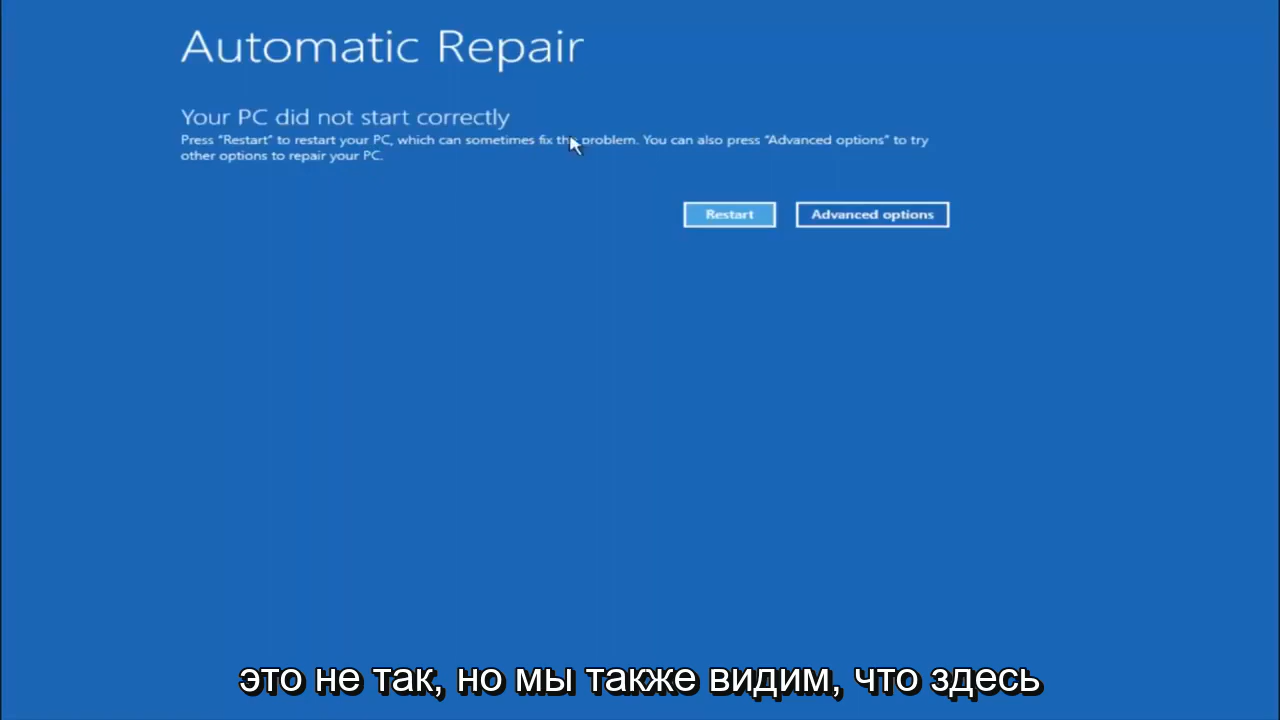 Automatic Repair
Your PC did not start correctly
Press “Restart” to restart your PC, which can sometimes fix the problem. You can also press “Advanced options” to try
other options to repair your PC.
Restart
Advanced options
это не так, но мы также видим, что здесь